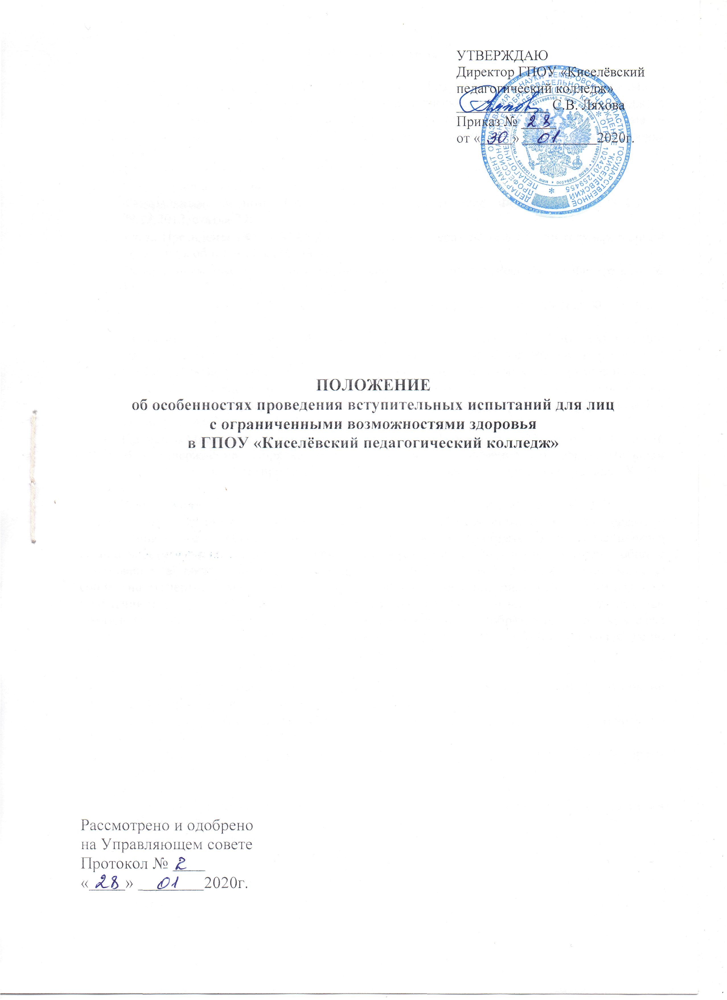 УТВЕРЖДАЮ
Директор ГПОУ «Киселёвский
педагогический колледж»
С.В. Ляхова
Приказ № 28
от «30» 01 2020г.
ПОЛОЖЕНИЕ
об особенностях проведения вступительных испытаний для лиц
с ограниченными возможностями здоровья
в ГПОУ «Киселёвский педагогический колледж»
Рассмотрено и одобрено
на Управляющем совете
Протокол № 2
«28» 01 2020г.